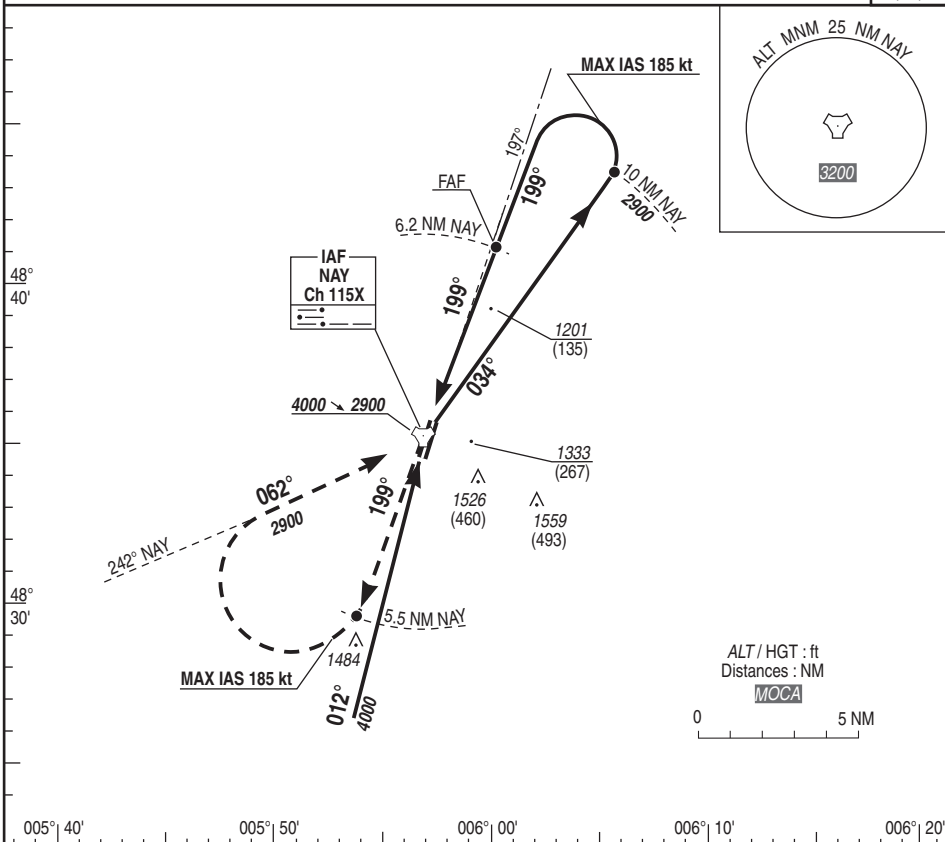 ALT MNM 25 NM NAY
3200
MAX IAS 185 kt
197°
199°
10 NM NAY
2900
FAF
6.2 NM NAY
48°
40'
IAF
NAY
Ch 115X
199°
1201
(135)
034°
4000 ➘ 2900
1333
(267)
062°
2900
199°
1526
(460)
1559
(493)
242° NAY
48°
30'
5.5 NM NAY
1484
MAX IAS 185 kt
012°
4000
ALT / HGT : ft
Distances : NM
MOCA
0 5 NM
005° 40' 005° 50' 006° 00' 006° 10' 006° 20'